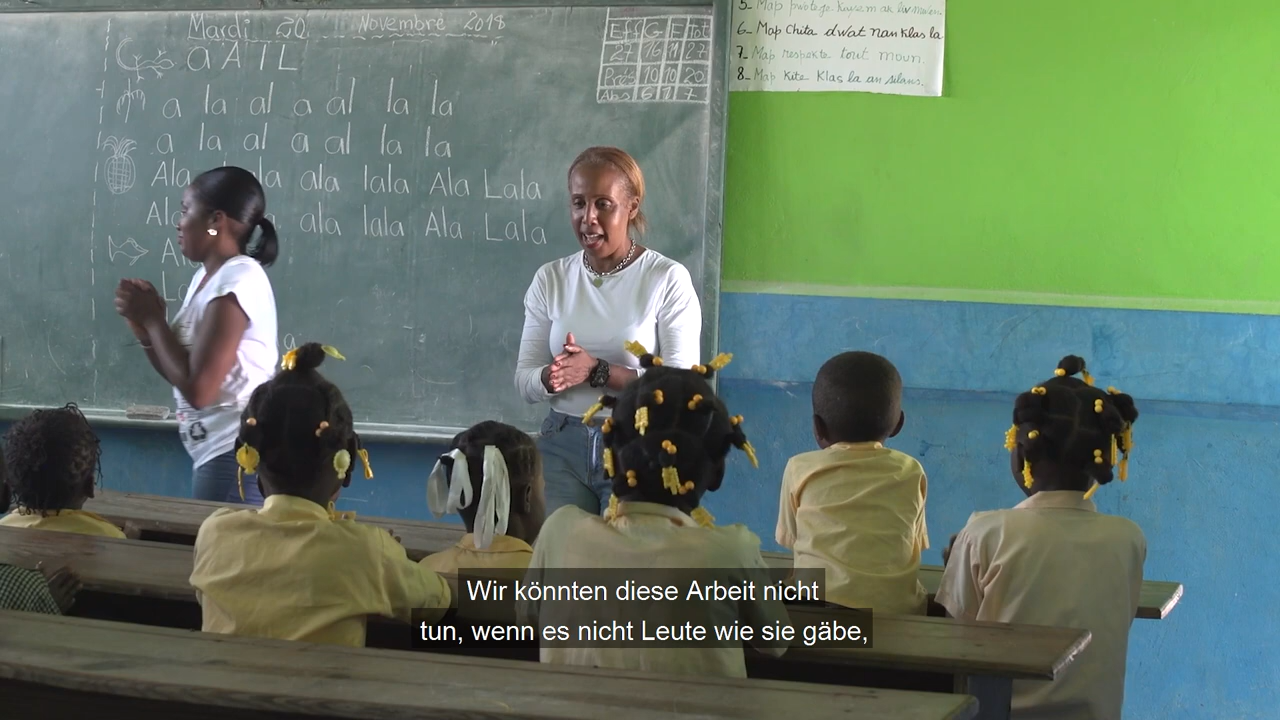 Mardi 20 Novembre 2018
a A I L
a la al a al la la
a la al a al la la
Ala ala lala Ala Lala
Ala ala lala Ala Lala
A
L
a
Eff G F Tot
27 16 11 27
Prés 10 10 20
Abs 6 1 7
6- Map Chita dwat nan klas la
7- Map respekte tout moun.
8- Map kite klas la an silans.
Wir könnten diese Arbeit nicht
tun, wenn es nicht Leute wie sie gäbe,